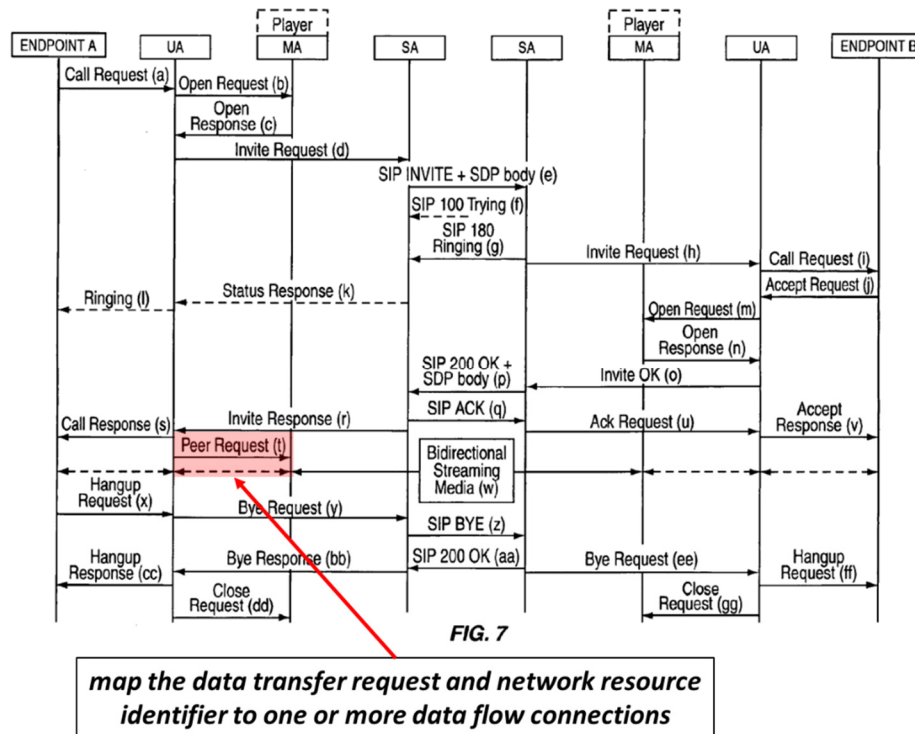 Player
Player
ENDPOINT A
UA
MA
SA
SA
MA
UA
ENDPOINT B
Call Request (a)
Open Request (b)
Open
Response (c)
Invite Request (d)
SIP INVITE + SDP body (e)
SIP 100 Trying (f)
SIP 180
Ringing (g)
Invite Request (h)
Call Request (i)
Accept Request (j)
Status Response (k)
Ringing (l)
Open Request (m)
Open
Response (n)
Invite OK (o)
SIP 200 OK +
SDP body (p)
SIP ACK (q)
Invite Response (r)
Call Response (s)
Peer Request (t)
Ack Request (u)
Accept
Response (v)
Bidirectional
Streaming
Media (w)
Hangup
Request (x)
Bye Request (y)
SIP BYE (z)
SIP 200 OK (aa)
Bye Response (bb)
Hangup
Response (cc)
Close
Request (dd)
Bye Request (ee)
Hangup
Request (ff)
Close
Request (gg)
FIG. 7
map the data transfer request and network resource
identifier to one or more data flow connections